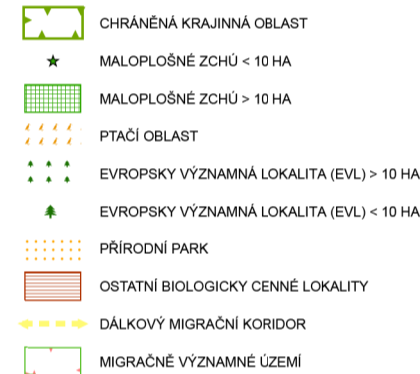 CHRÁNĚNÁ KRAJINNÁ OBLAST
MALOPLOŠNÉ ZCHÚ < 10 HA
MALOPLOŠNÉ ZCHÚ > 10 HA
PTAČÍ OBLAST
EVROPSKY VÝZNAMNÁ LOKALITA (EVL) > 10 HA
EVROPSKY VÝZNAMNÁ LOKALITA (EVL) < 10 HA
PŘÍRODNÍ PARK
OSTATNÍ BIOLOGICKY CENNÉ LOKALITY
DÁLKOVÝ MIGRAČNÍ KORIDOR
MIGRAČNĚ VÝZNAMNÉ ÚZEMÍ